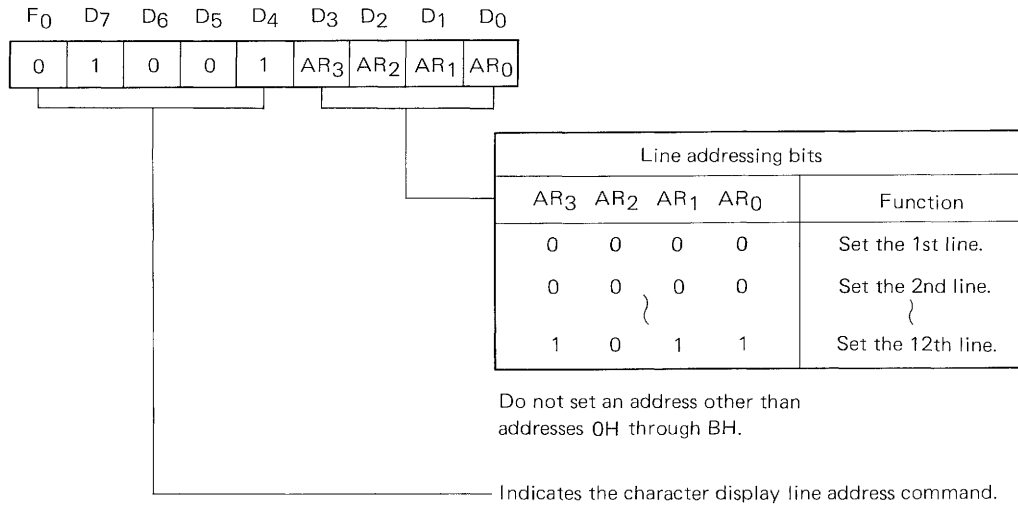 F0 D7 D6 D5 D4 D3 D2 D1 D0
0 1 0 0 1 AR3 AR2 AR1 AR0
Line addressing bits
AR3 AR2 AR1 AR0 Function
0 0 0 0 Set the 1st line.
0 0 0 0 Set the 2nd line.
1 0 1 1 Set the 12th line.
Do not set an address other than
addresses 0H through BH.
Indicates the character display line address command.